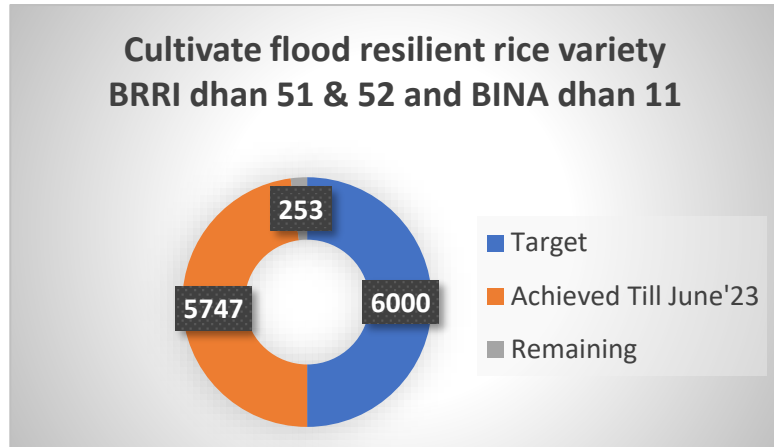 Cultivate flood resilient rice variety
BRRI dhan 51 & 52 and BINA dhan 11
253
5747
6000
Target
Achieved Till June'23
Remaining